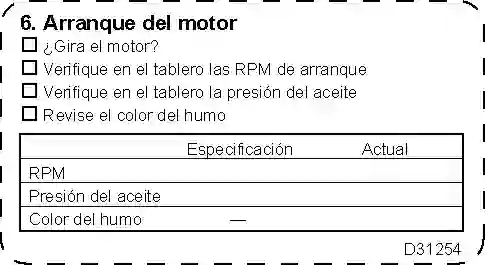 6. Arranque del motor
☐ ¿Gira el motor?
☐ Verifique en el tablero las RPM de arranque
☐ Verifique en el tablero la presión del aceite
☐ Revise el color del humo
Especificación Actual
RPM
Presión del aceite
Color del humo —
D31254